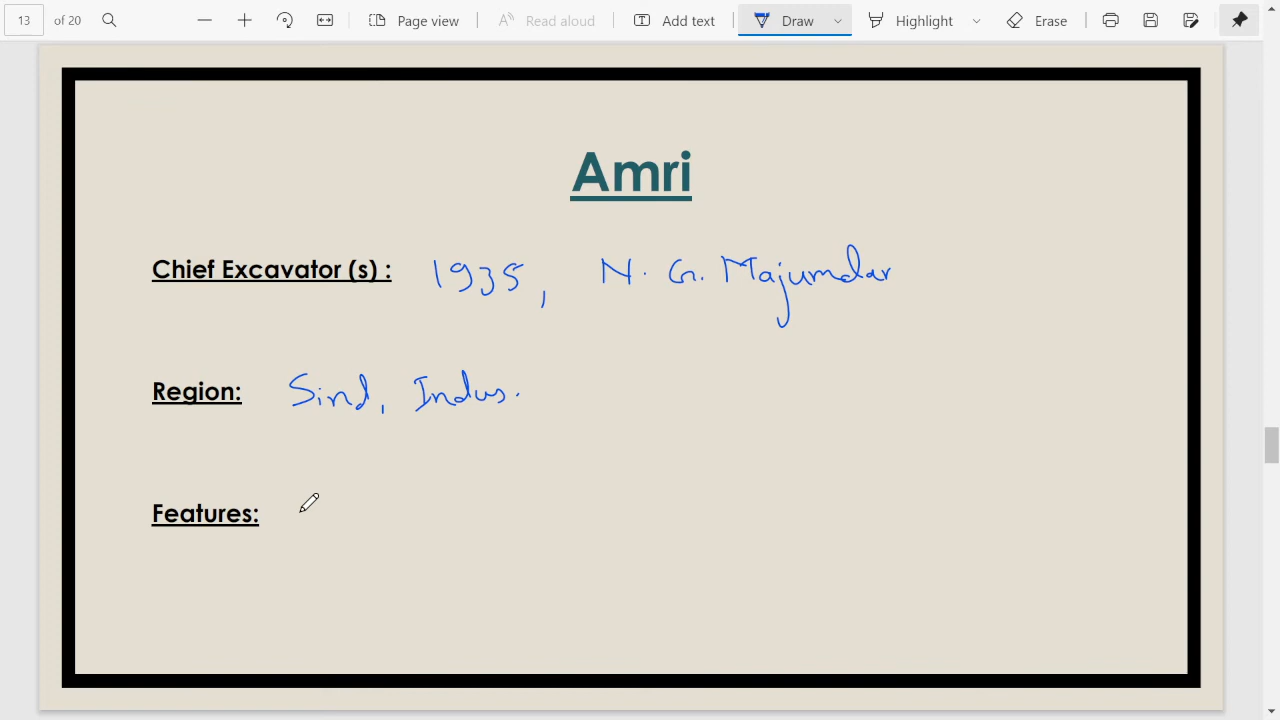 13 of 20 Page view Read aloud Add text Draw Highlight Erase
Amri
Chief Excavator (s) : 1935, N. G. Majumdar
Region: Sind, Indus.
Features: